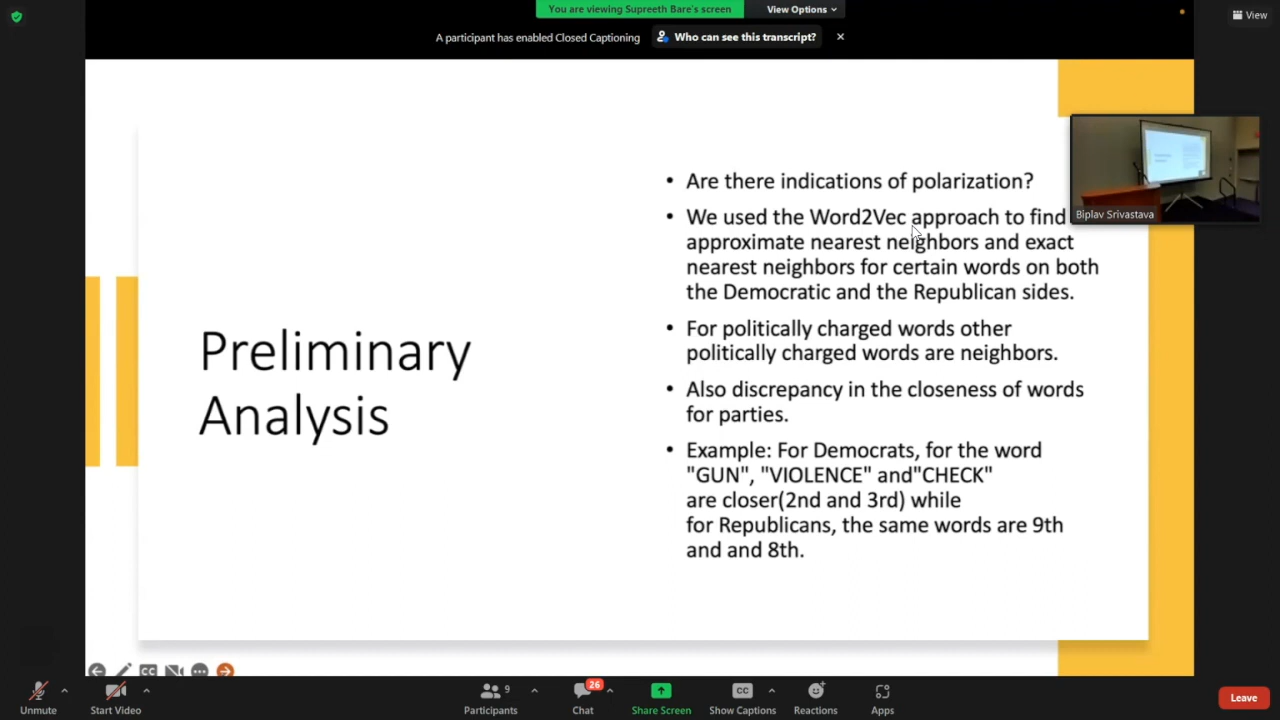 You are viewing Supreeth Bare's screen
View Options
View
A participant has enabled Closed Captioning
Who can see this transcript?
Biplav Srivastava
Preliminary
Analysis
• Are there indications of polarization?
• We used the Word2Vec approach to find
approximate nearest neighbors and exact
nearest neighbors for certain words on both
the Democratic and the Republican sides.
• For politically charged words other
politically charged words are neighbors.
• Also discrepancy in the closeness of words
for parties.
• Example: For Democrats, for the word
"GUN", "VIOLENCE" and"CHECK"
are closer(2nd and 3rd) while
for Republicans, the same words are 9th
and and 8th.
CC
Unmute
Start Video
9
Participants
26
Chat
Share Screen
CC
Show Captions
Reactions
Apps
Leave